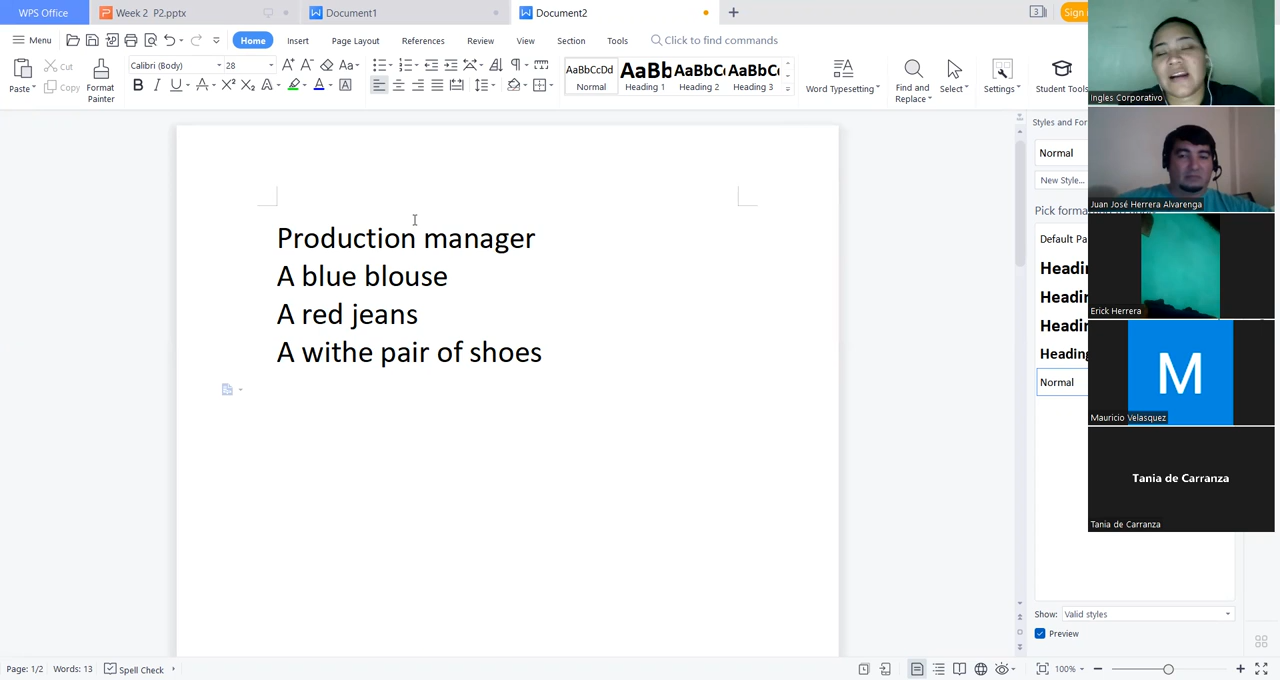 WPS Office
Week 2 P2.pptx
Document1
Document2
3
Sign i
Menu
Home
Insert
Page Layout
References
Review
View
Section
Tools
Click to find commands
Paste
Cut
Copy
Format Painter
Calibri (Body)
28
AaBbCcDd
Normal
AaBb
Heading 1
AaBbC
Heading 2
AaBbC
Heading 3
Word Typesetting
Find and Replace
Select
Settings
Student Tools
Styles and For
Normal
New Style...
Pick forma
Default Pa
Headin
Headin
Headin
Heading
Normal
Show:
Valid styles
Preview
Production manager
A blue blouse
A red jeans
A withe pair of shoes
Ingles Corporativo
Juan José Herrera Alvarenga
Erick Herrera
M
Mauricio Velasquez
Tania de Carranza
Tania de Carranza
Page: 1/2
Words: 13
Spell Check
100%